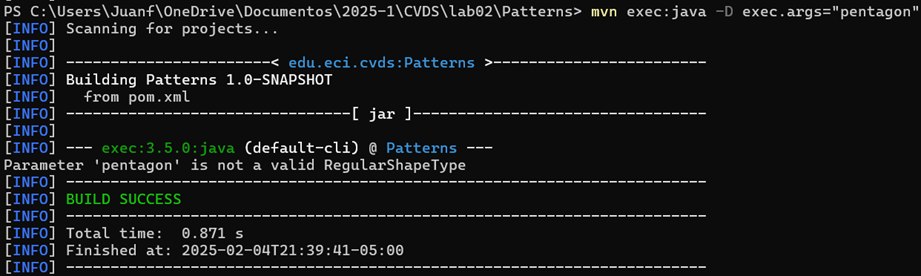 PS C:\Users\Juanf\OneDrive\Documentos\2025-1\CVDS\lab02\Patterns> mvn exec:java -D exec.args="pentagon"
[INFO] Scanning for projects...
[INFO]
[INFO] -----------------------< edu.eci.cvds:Patterns >------------------------
[INFO] Building Patterns 1.0-SNAPSHOT
[INFO]   from pom.xml
[INFO] --------------------------------[ jar ]---------------------------------
[INFO]
[INFO] --- exec:3.5.0:java (default-cli) @ Patterns ---
Parameter 'pentagon' is not a valid RegularShapeType
[INFO] ------------------------------------------------------------------------
[INFO] BUILD SUCCESS
[INFO] ------------------------------------------------------------------------
[INFO] Total time:  0.871 s
[INFO] Finished at: 2025-02-04T21:39:41-05:00
[INFO] ------------------------------------------------------------------------